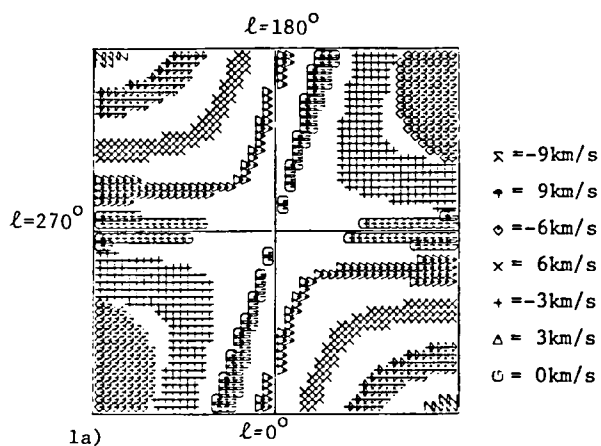 ℓ=180°
ℓ=270°
= -9km/s
= 9km/s
= -6km/s
× = 6km/s
+ = -3km/s
Δ = 3km/s
= 0km/s
1a)
ℓ=0°